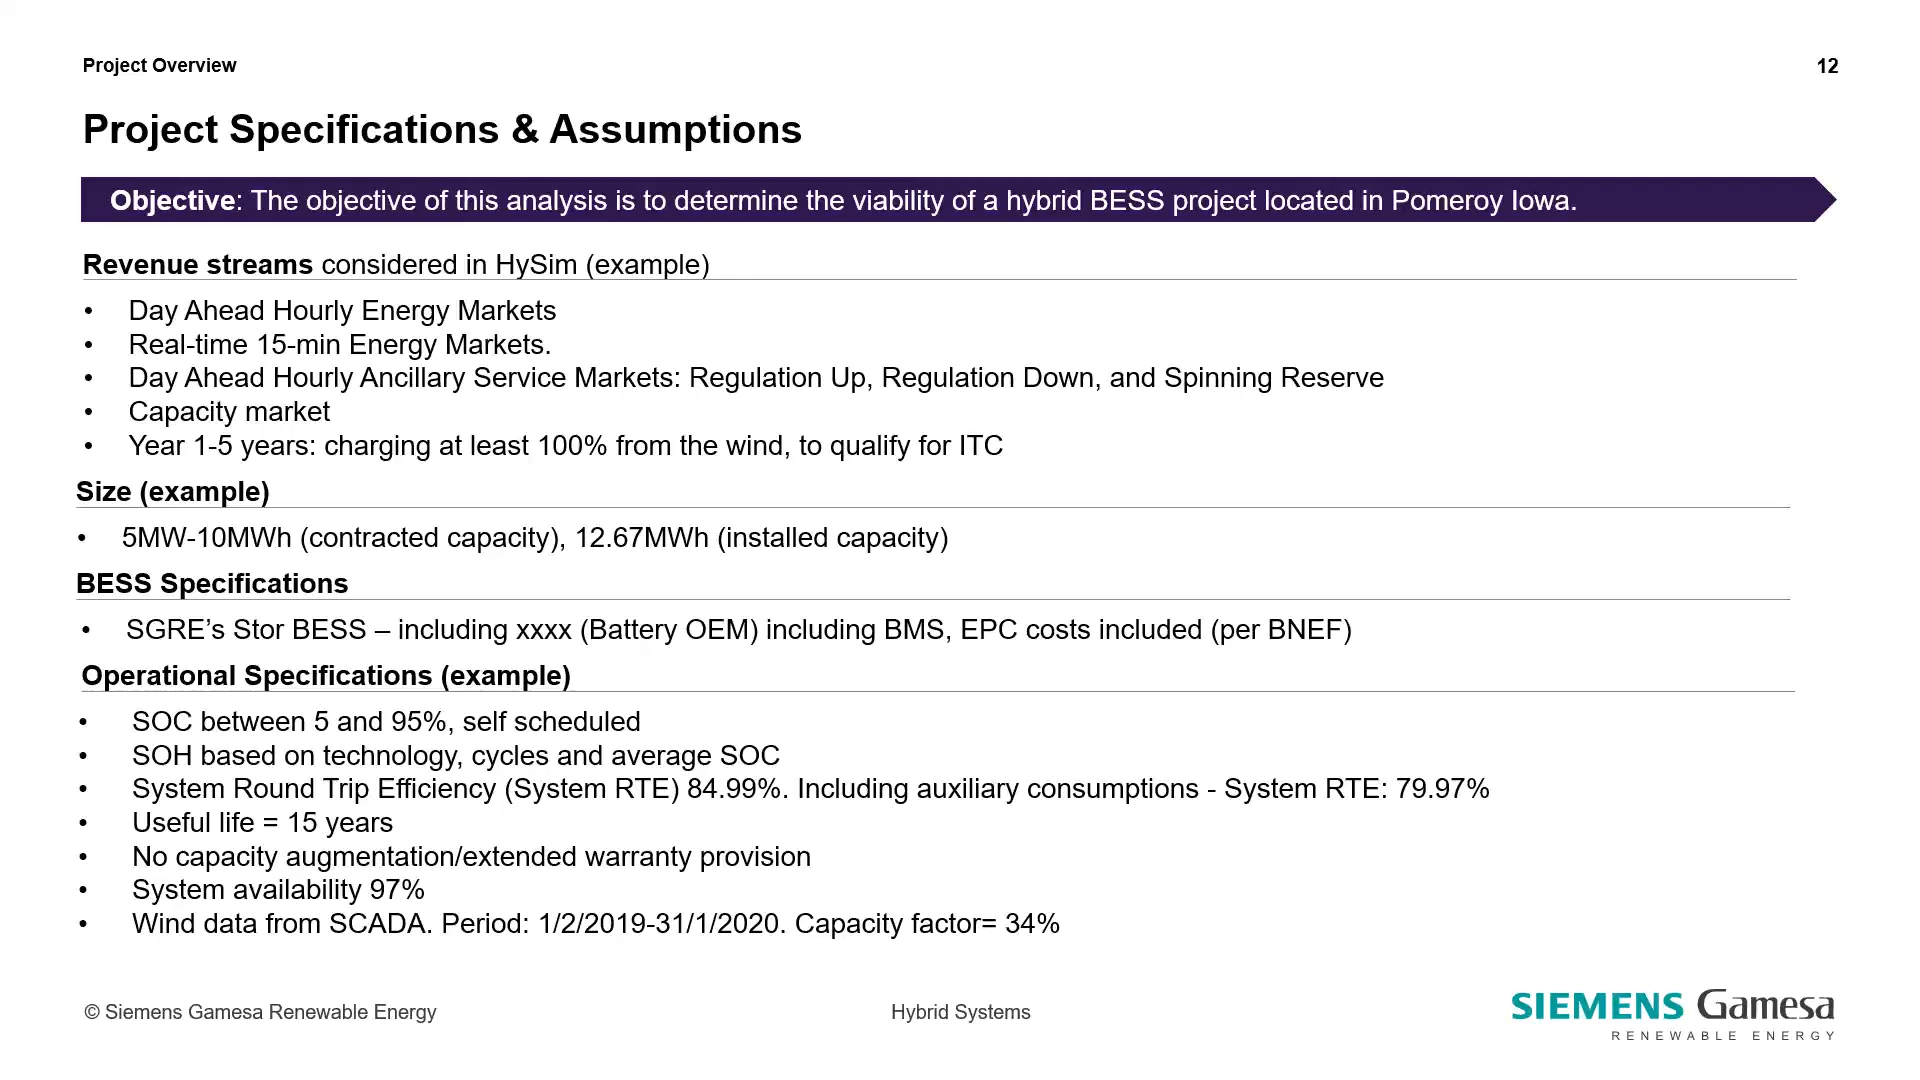 Project Overview
12
Project Specifications & Assumptions
Objective: The objective of this analysis is to determine the viability of a hybrid BESS project located in Pomeroy Iowa.
Revenue streams considered in HySim (example)
• Day Ahead Hourly Energy Markets
• Real-time 15-min Energy Markets.
• Day Ahead Hourly Ancillary Service Markets: Regulation Up, Regulation Down, and Spinning Reserve
• Capacity market
• Year 1-5 years: charging at least 100% from the wind, to qualify for ITC
Size (example)
• 5MW-10MWh (contracted capacity), 12.67MWh (installed capacity)
BESS Specifications
• SGRE’s Stor BESS – including xxxx (Battery OEM) including BMS, EPC costs included (per BNEF)
Operational Specifications (example)
• SOC between 5 and 95%, self scheduled
• SOH based on technology, cycles and average SOC
• System Round Trip Efficiency (System RTE) 84.99%. Including auxiliary consumptions - System RTE: 79.97%
• Useful life = 15 years
• No capacity augmentation/extended warranty provision
• System availability 97%
• Wind data from SCADA. Period: 1/2/2019-31/1/2020. Capacity factor= 34%
© Siemens Gamesa Renewable Energy
Hybrid Systems
SIEMENS Gamesa
RENEWABLE ENERGY